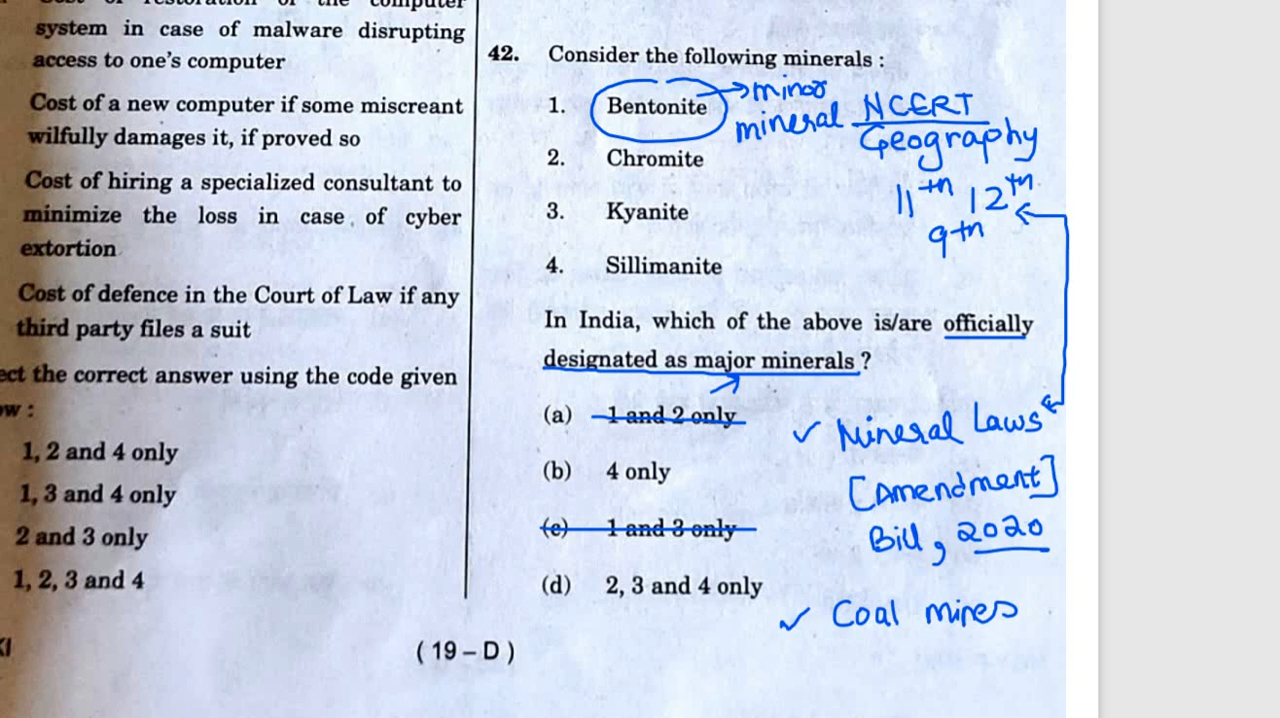 system in case of malware disrupting
access to one's computer
Cost of a new computer if some miscreant
wilfully damages it, if proved so
Cost of hiring a specialized consultant to
minimize the loss in case of cyber
extortion
Cost of defence in the Court of Law if any
third party files a suit
ect the correct answer using the code given
ow :
1, 2 and 4 only
1, 3 and 4 only
2 and 3 only
1, 2, 3 and 4
42. Consider the following minerals :
1. Bentonite → minor
mineral
NCERT
Geography
11th 12th
9th
2. Chromite
3. Kyanite
4. Sillimanite
In India, which of the above is/are officially
designated as major minerals ?
(a) 1 and 2 only
(b) 4 only
(c) 1 and 3 only
(d) 2, 3 and 4 only
✓ Mineral Laws
[Amendment]
Bill, 2020
✓ Coal mines
( 19 – D )